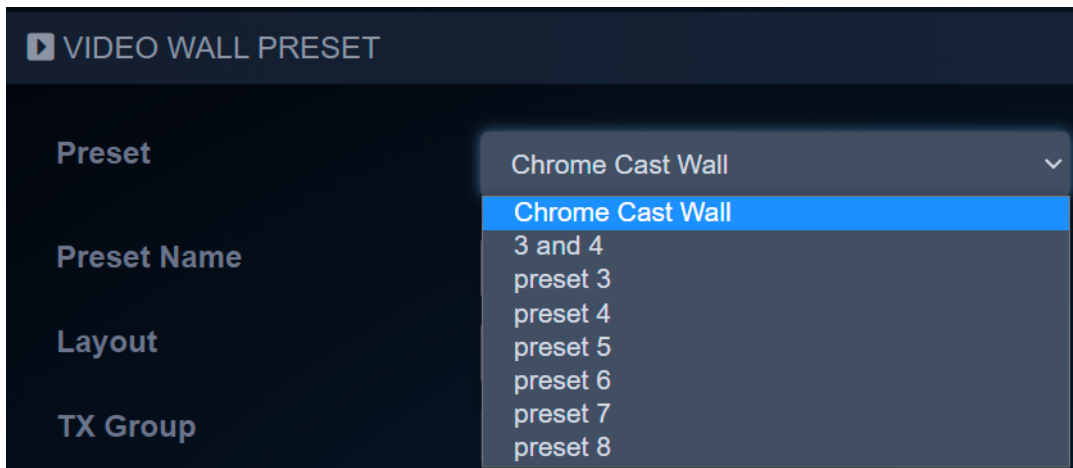 VIDEO WALL PRESET
Preset
Chrome Cast Wall
Chrome Cast Wall
3 and 4
Preset Name
preset 3
preset 4
Layout
preset 5
preset 6
preset 7
TX Group
preset 8